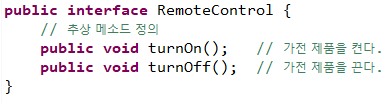 public interface RemoteControl {
    // 추상 메소드 정의
    public void turnOn();   // 가전 제품을 켠다.
    public void turnOff();  // 가전 제품을 끈다.
}